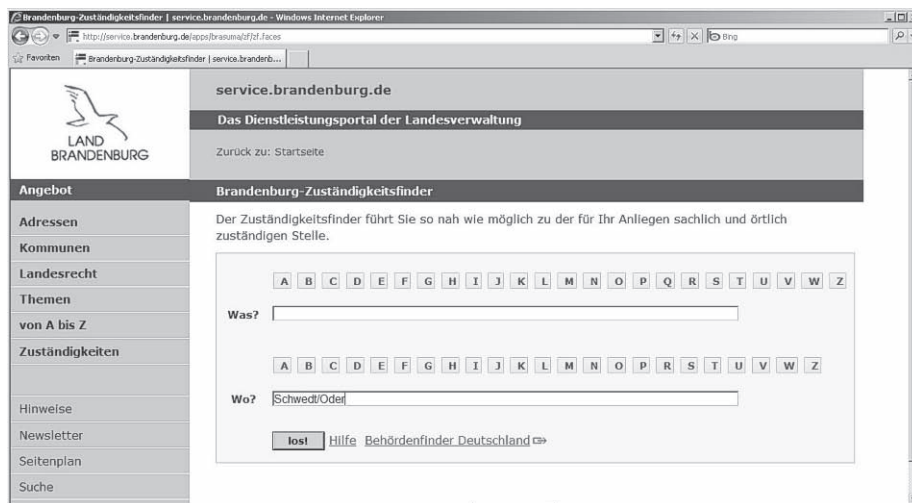 Brandenburg-Zuständigkeitsfinder | service.brandenburg.de - Windows Internet Explorer
http://service.brandenburg.de/apps/brasuma/zf/zf.faces
Bing
Favoriten
Brandenburg-Zuständigkeitsfinder | service.brandenb...
LAND
BRANDENBURG
service.brandenburg.de
Das Dienstleistungsportal der Landesverwaltung
Zurück zu: Startseite
Angebot
Adressen
Kommunen
Landesrecht
Themen
von A bis Z
Zuständigkeiten
Hinweise
Newsletter
Seitenplan
Suche
Brandenburg-Zuständigkeitsfinder
Der Zuständigkeitsfinder führt Sie so nah wie möglich zu der für Ihr Anliegen sachlich und örtlich
zuständigen Stelle.
A B C D E F G H I J K L M N O P Q R S T U V W Z
Was?
A B C D E F G H I J K L M N O P R S T U V W Z
Wo? Schwedt/Oder
los! Hilfe Behördenfinder Deutschland